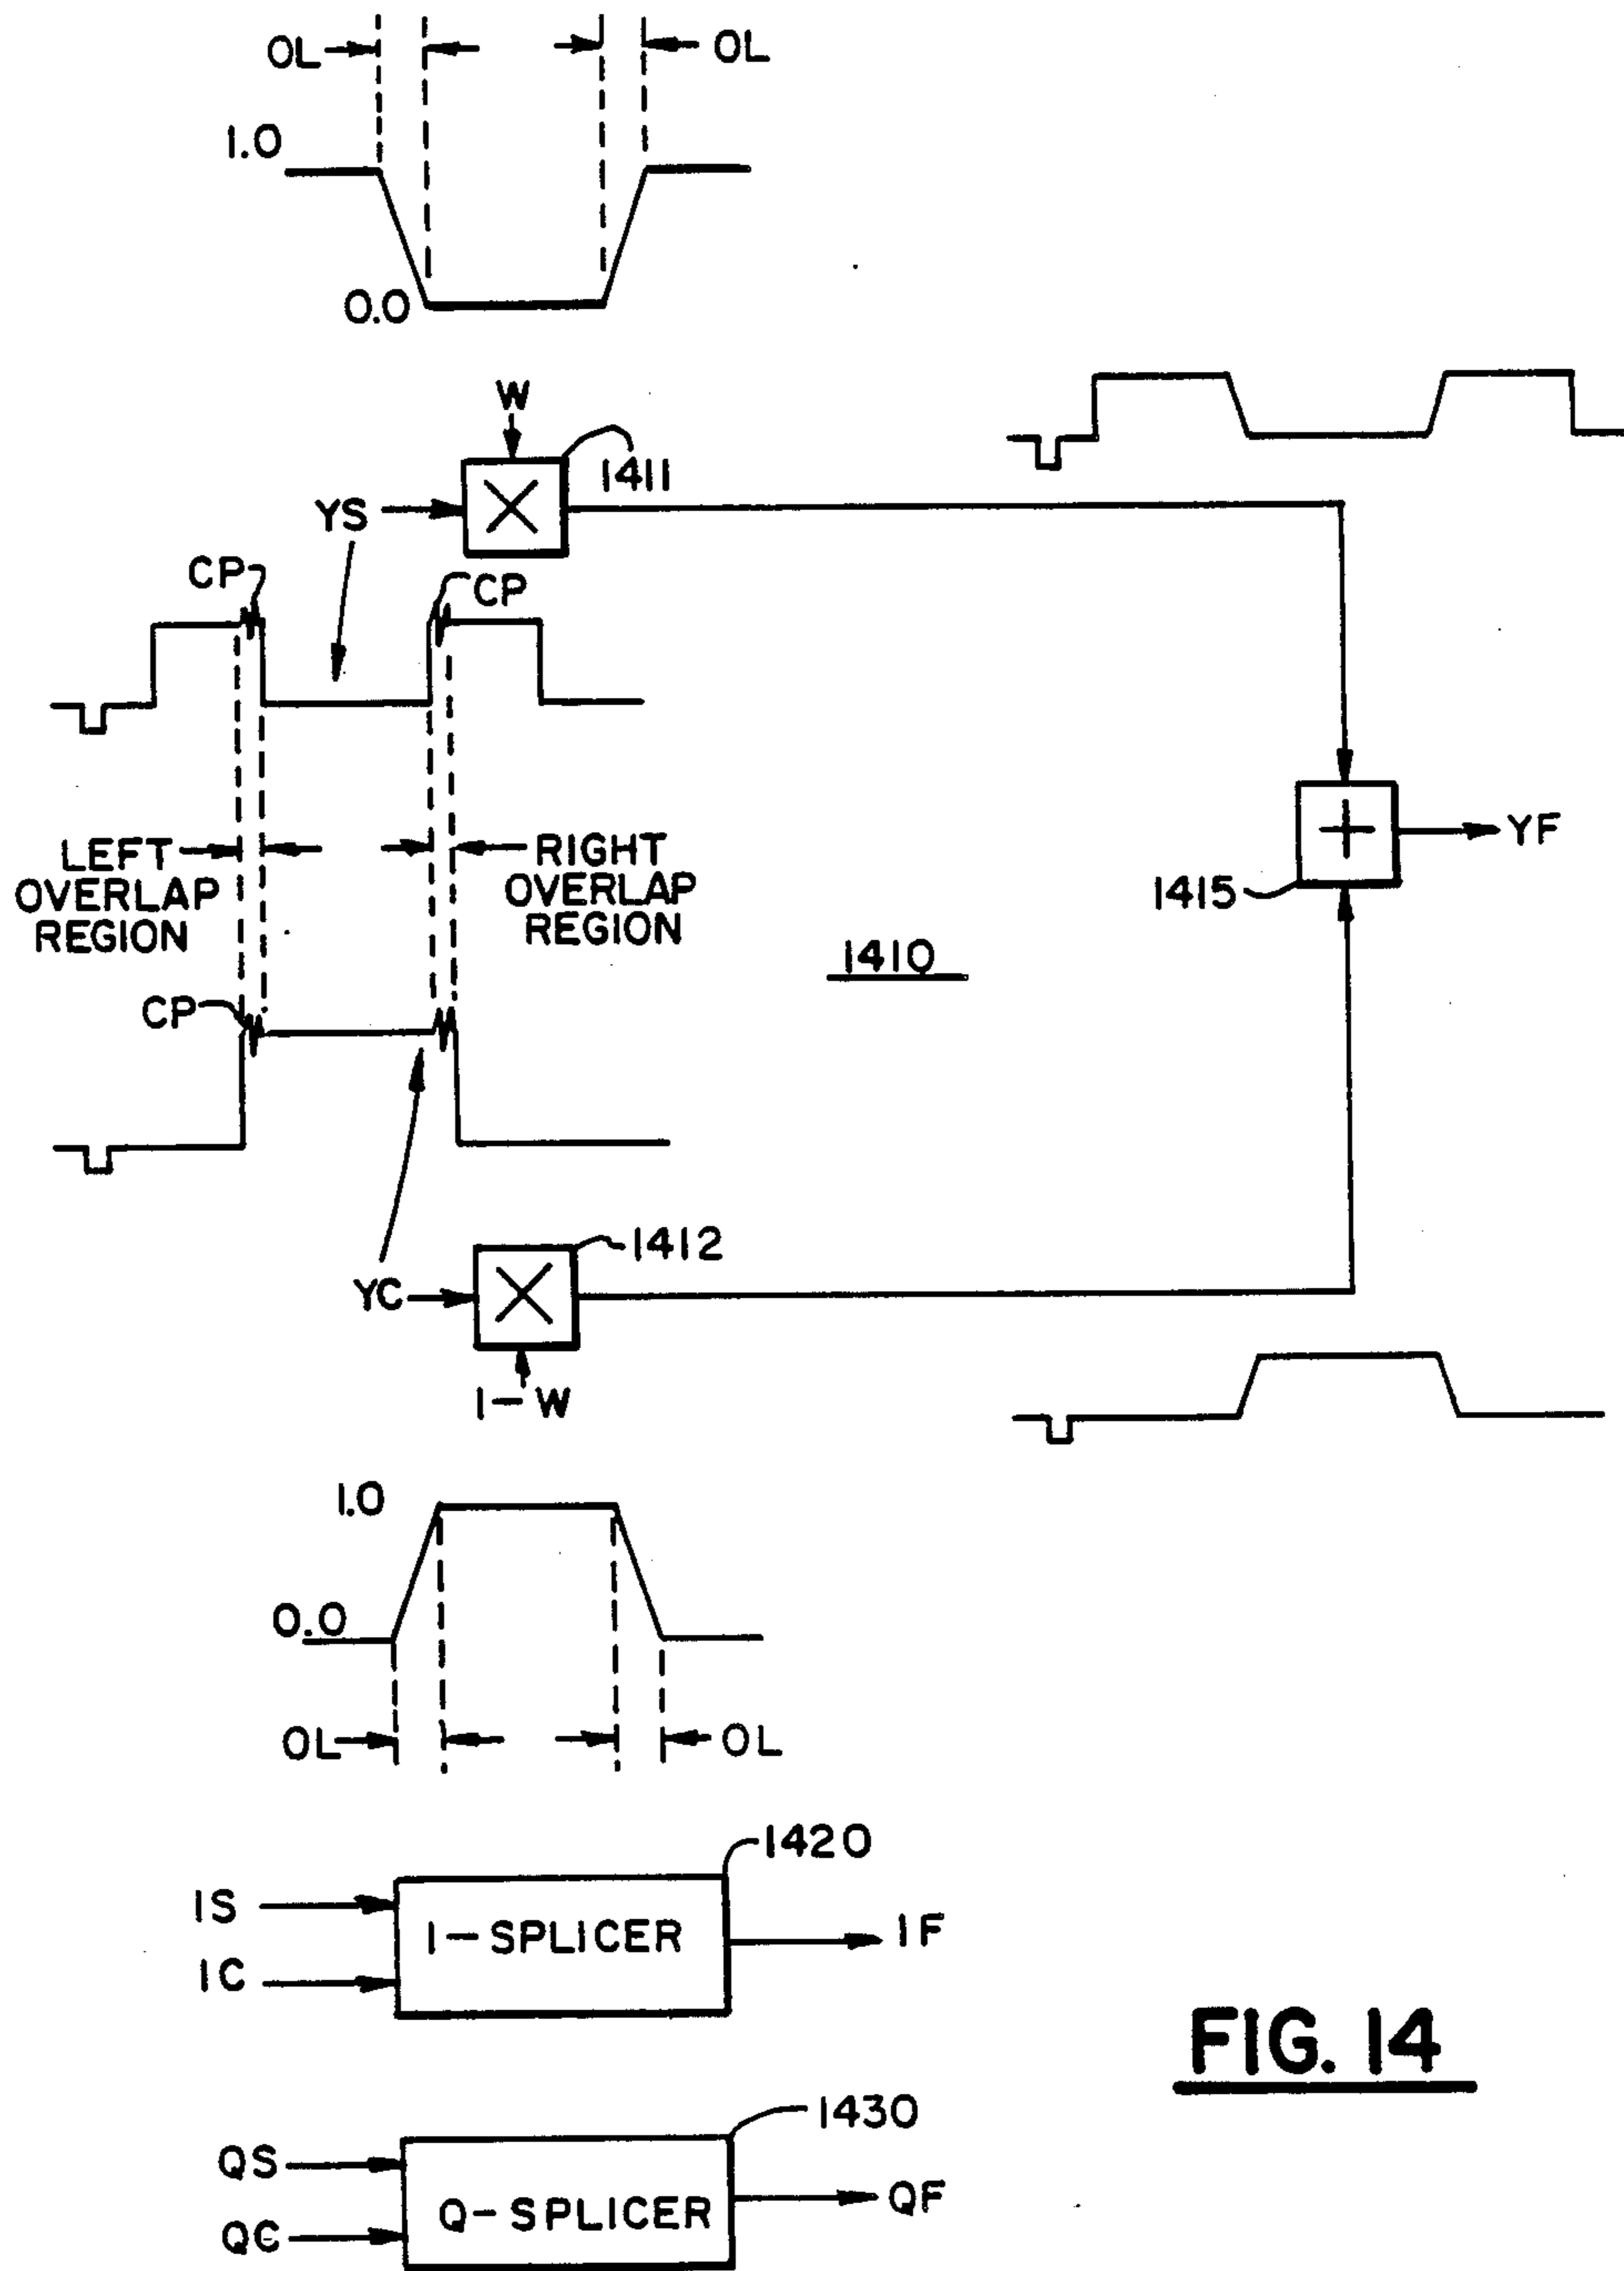 OL
OL
1.0
0.0
W
1411
YS
CP
CP
LEFT
OVERLAP
REGION
RIGHT
OVERLAP
REGION
1415
YF
1410
CP
1412
YC
1-W
1.0
0.0
OL
OL
1420
IS
I-SPLICER
IF
IC
FIG. 14
1430
QS
Q-SPLICER
QF
QC